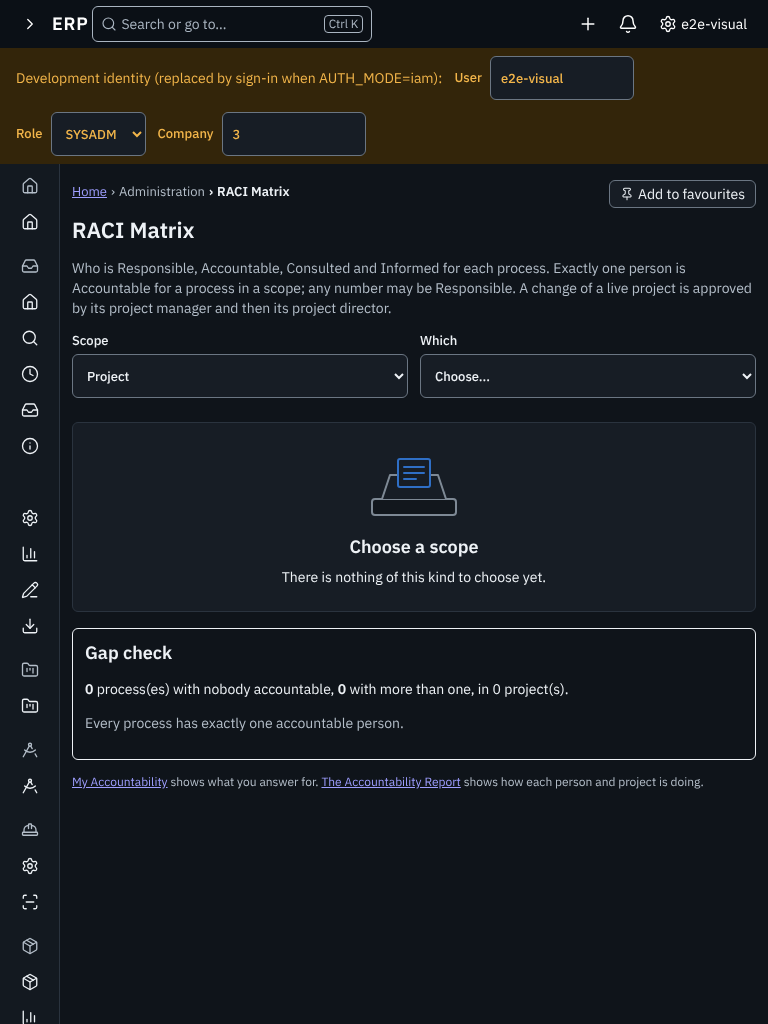 ERP
Search or go to...
Ctrl K
e2e-visual
Development identity (replaced by sign-in when AUTH_MODE=iam):
User
e2e-visual
Role
SYSADM
Company
3
Home › Administration › RACI Matrix
Add to favourites
RACI Matrix
Who is Responsible, Accountable, Consulted and Informed for each process. Exactly one person is
Accountable for a process in a scope; any number may be Responsible. A change of a live project is approved
by its project manager and then its project director.
Scope
Which
Project
Choose...
Choose a scope
There is nothing of this kind to choose yet.
Gap check
0 process(es) with nobody accountable, 0 with more than one, in 0 project(s).
Every process has exactly one accountable person.
My Accountability shows what you answer for. The Accountability Report shows how each person and project is doing.